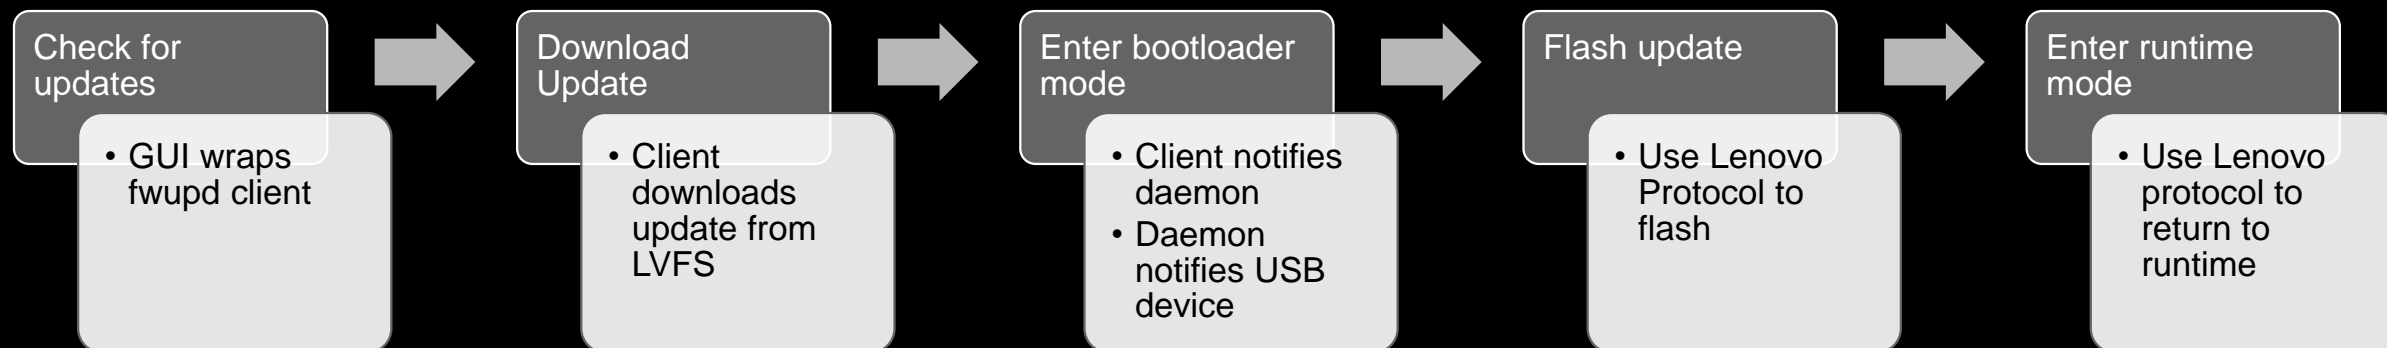 Check for
updates
• GUI wraps
fwupd client
Download
Update
• Client
downloads
update from
LVFS
Enter bootloader
mode
• Client notifies
daemon
• Daemon
notifies USB
device
Flash update
• Use Lenovo
Protocol to
flash
Enter runtime
mode
• Use Lenovo
protocol to
return to
runtime